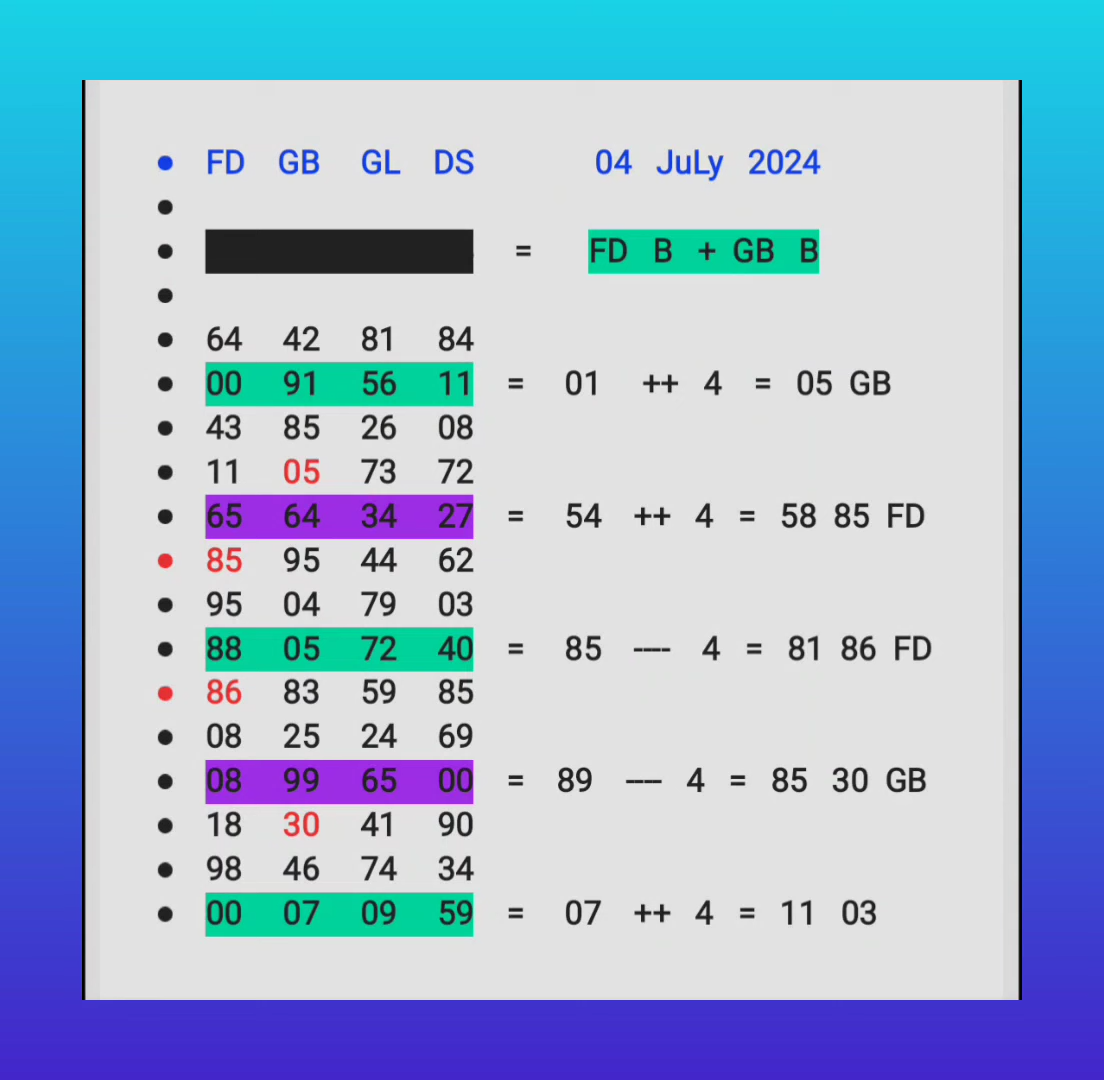 • FD GB GL DS 04 JuLy 2024
•
• = FD B + GB B
•
• 64 42 81 84
• 00 91 56 11 = 01 ++ 4 = 05 GB
• 43 85 26 08
• 11 05 73 72
• 65 64 34 27 = 54 ++ 4 = 58 85 FD
• 85 95 44 62
• 95 04 79 03
• 88 05 72 40 = 85 ---- 4 = 81 86 FD
• 86 83 59 85
• 08 25 24 69
• 08 99 65 00 = 89 ---- 4 = 85 30 GB
• 18 30 41 90
• 98 46 74 34
• 00 07 09 59 = 07 ++ 4 = 11 03